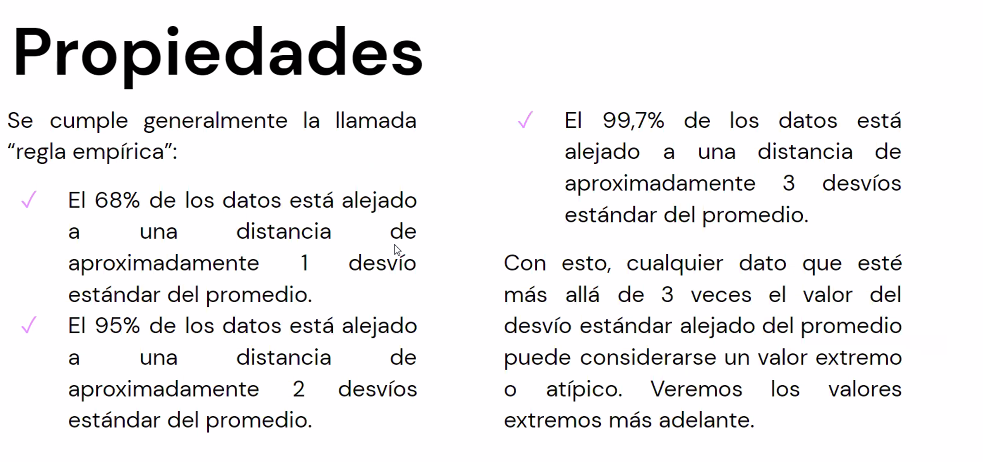 Propiedades
Se cumple generalmente la llamada
“regla empírica”:
✓ El 68% de los datos está alejado
a una distancia de
aproximadamente 1 desvío
estándar del promedio.
✓ El 95% de los datos está alejado
a una distancia de
aproximadamente 2 desvíos
estándar del promedio.
✓ El 99,7% de los datos está
alejado a una distancia de
aproximadamente 3 desvíos
estándar del promedio.
Con esto, cualquier dato que esté
más allá de 3 veces el valor del
desvío estándar alejado del promedio
puede considerarse un valor extremo
o atípico. Veremos los valores
extremos más adelante.